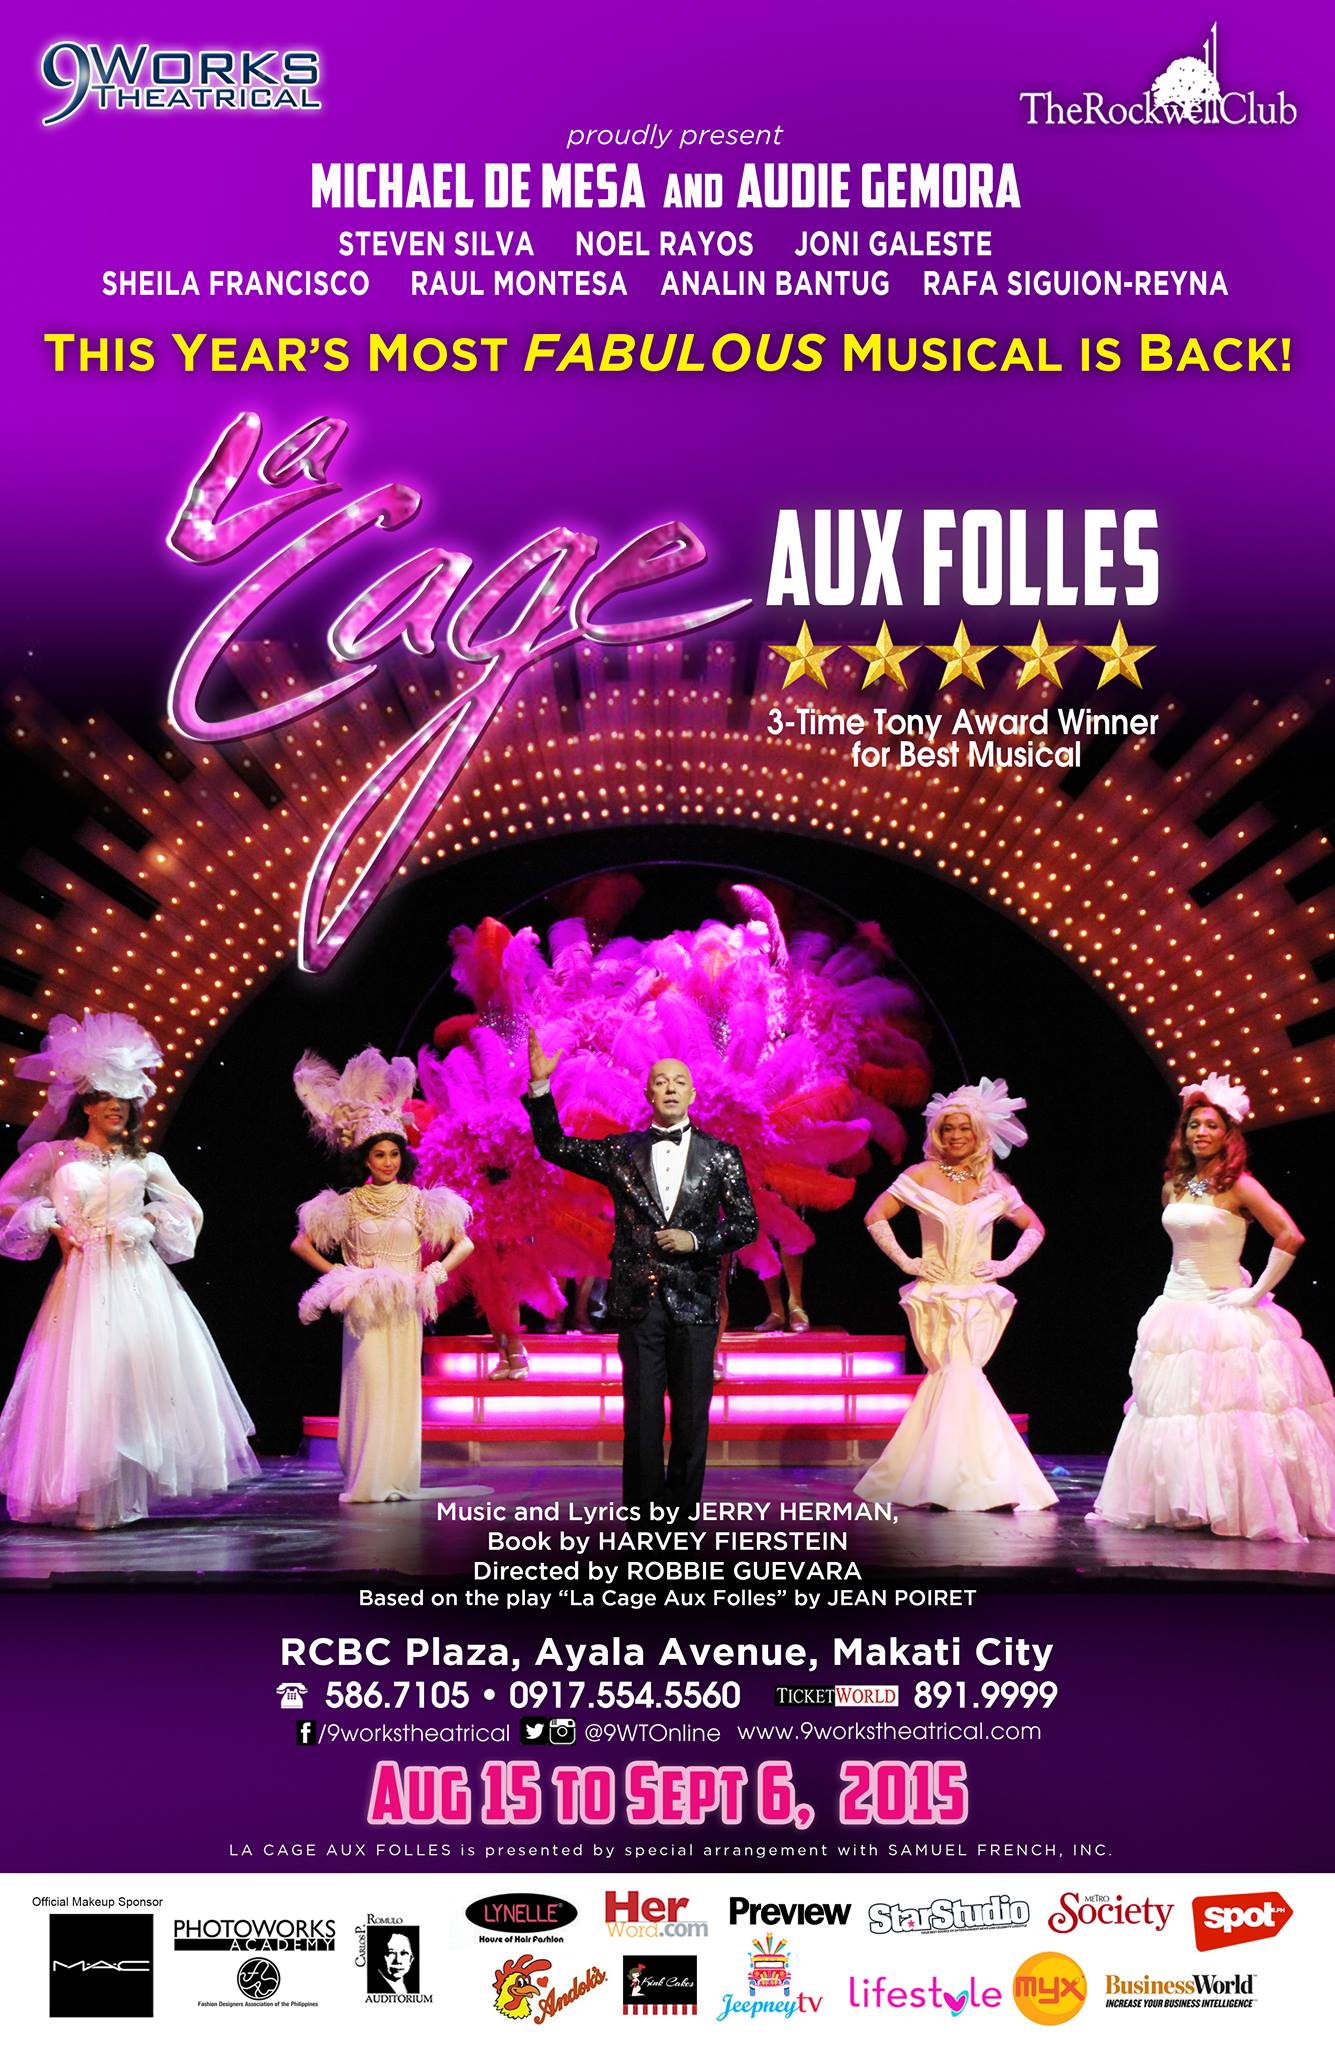 9WORKS
THEATRICAL
TheRockwellClub
proudly present
MICHAEL DE MESA AND AUDIE GEMORA
STEVEN SILVA NOEL RAYOS JONI GALESTE
SHEILA FRANCISCO RAUL MONTESA ANALIN BANTUG RAFA SIGUION-REYNA
THIS YEAR'S MOST FABULOUS MUSICAL IS BACK!
La
Cage
AUX FOLLES
3-Time Tony Award Winner
for Best Musical
Music and Lyrics by JERRY HERMAN,
Book by HARVEY FIERSTEIN
Directed by ROBBIE GUEVARA
Based on the play “La Cage Aux Folles” by JEAN POIRET
RCBC Plaza, Ayala Avenue, Makati City
586.7105 • 0917.554.5560 TICKETWORLD 891.9999
f/9workstheatrical @9WTOnline www.9workstheatrical.com
AUG 15 TO SEPT 6, 2015
LA CAGE AUX FOLLES is presented by special arrangement with SAMUEL FRENCH, INC.
Official Makeup Sponsor
M·A·C
PHOTOWORKS
ACADEMY
Fashion Designers Association of the Philippines
CARLOS P.
ROMULO
AUDITORIUM
LYNELLE
House of Hair Fashion
Her
Word.com
Preview
StarStudio
METRO
Society
spot.PH
Andok's
Kink Cakes
Jeepneytv
lifestyle
myx
BusinessWorld
INCREASE YOUR BUSINESS INTELLIGENCE